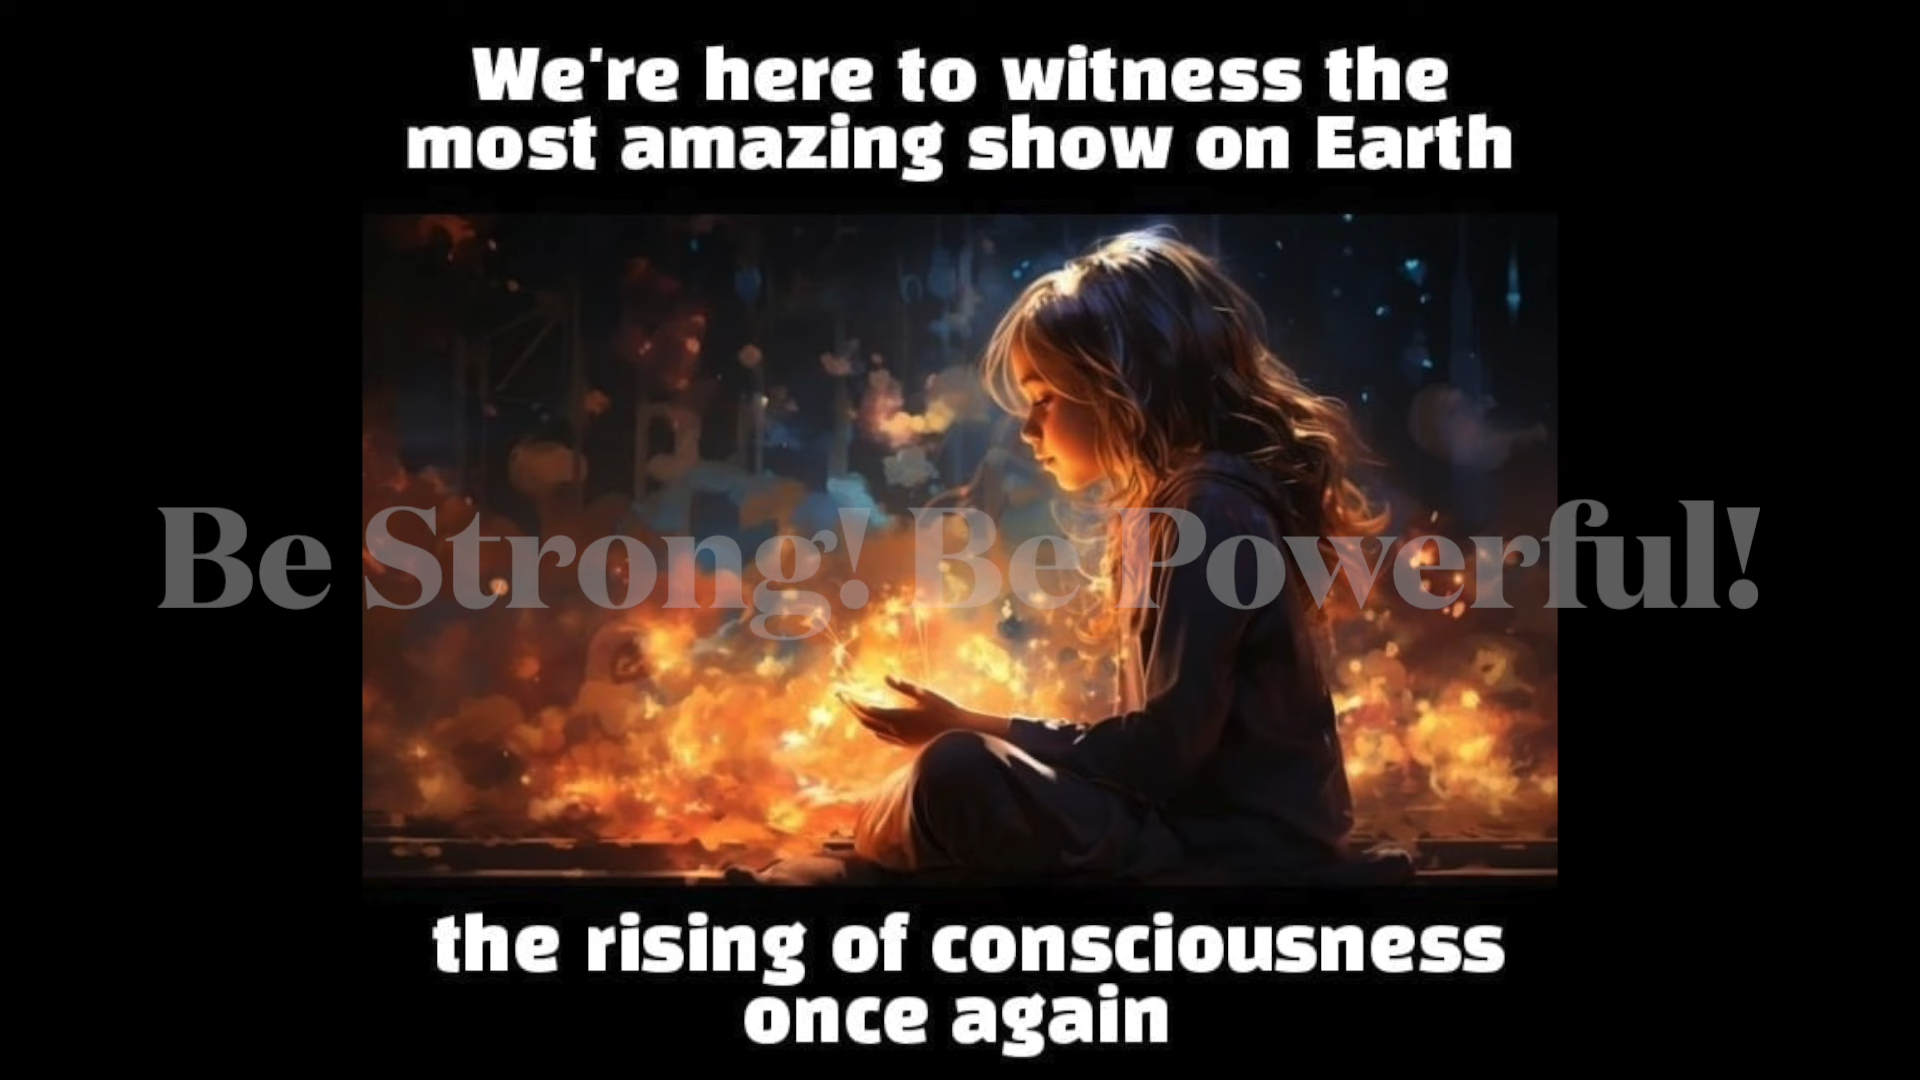 We're here to witness the
most amazing show on Earth
Be Strong! Be Powerful!
the rising of consciousness
once again